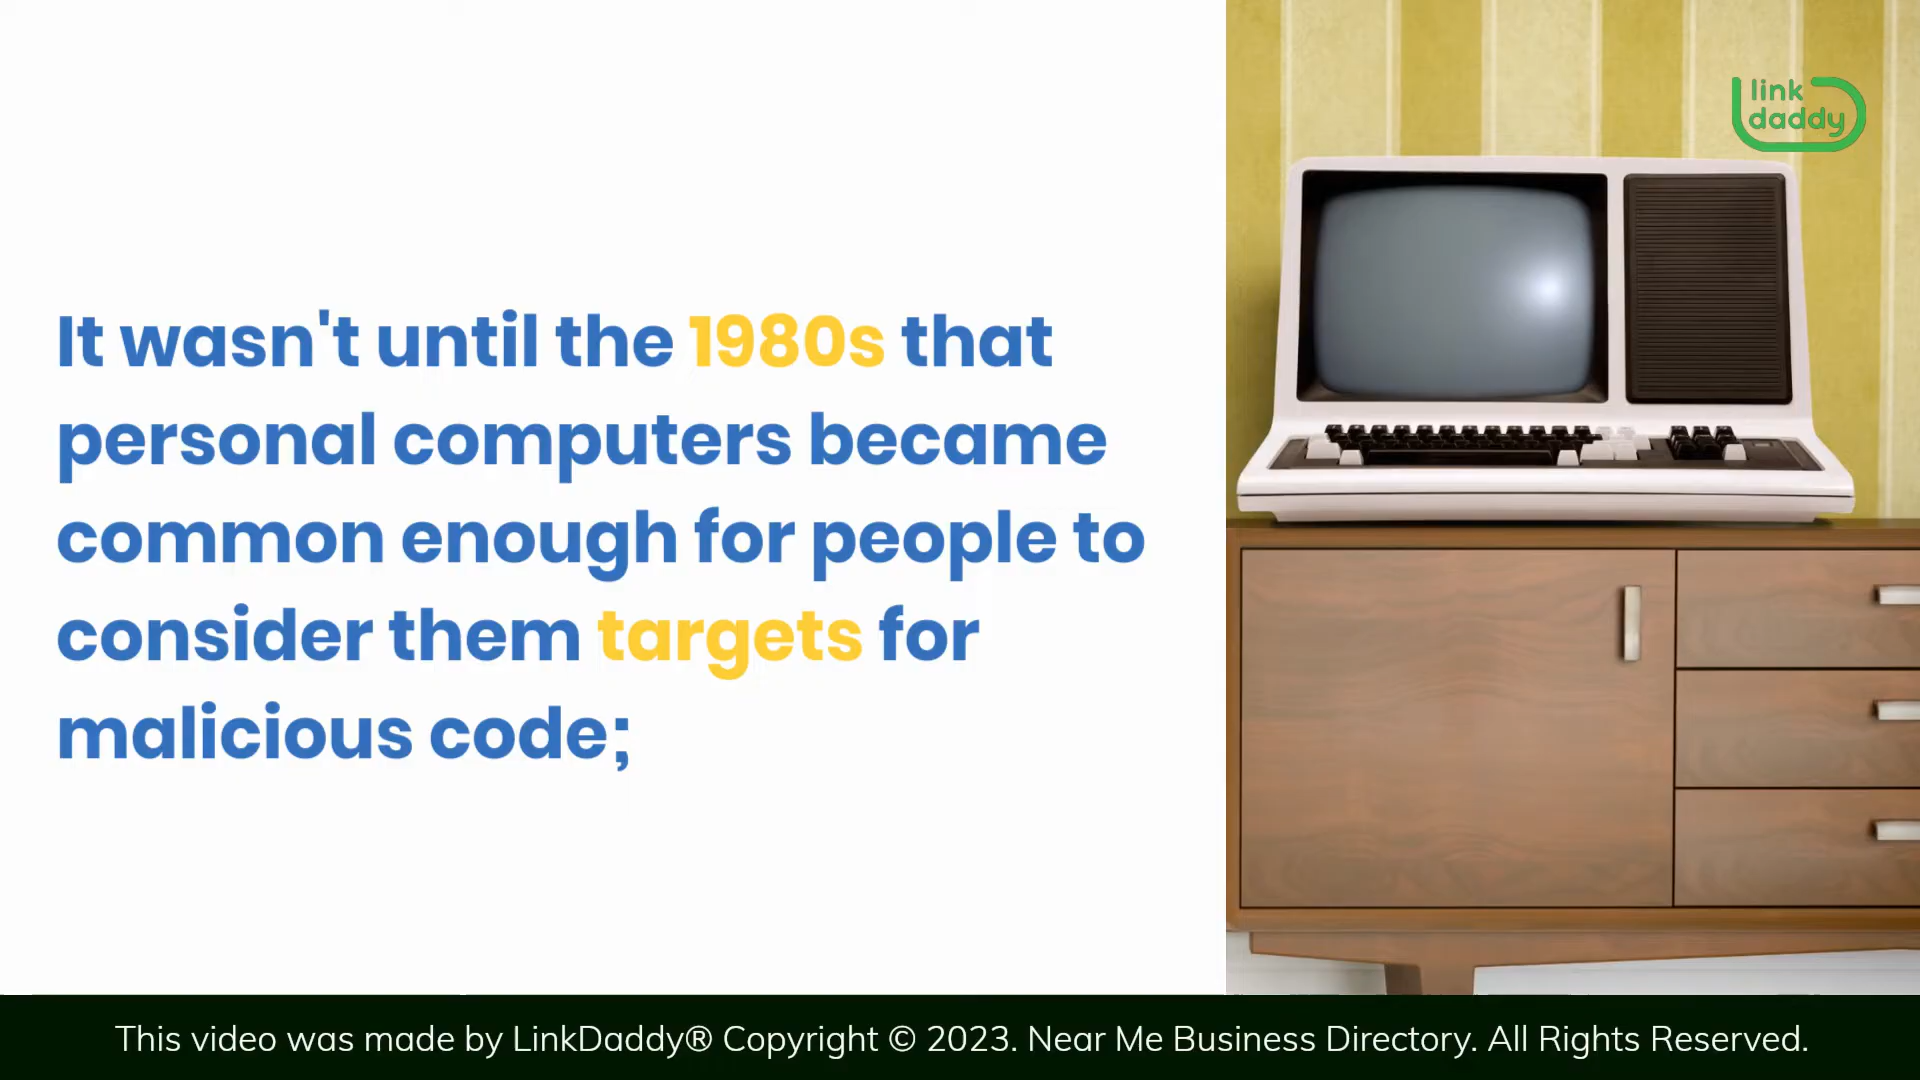 It wasn't until the 1980s that
personal computers became
common enough for people to
consider them targets for
malicious code;
link
daddy
This video was made by LinkDaddy® Copyright © 2023. Near Me Business Directory. All Rights Reserved.